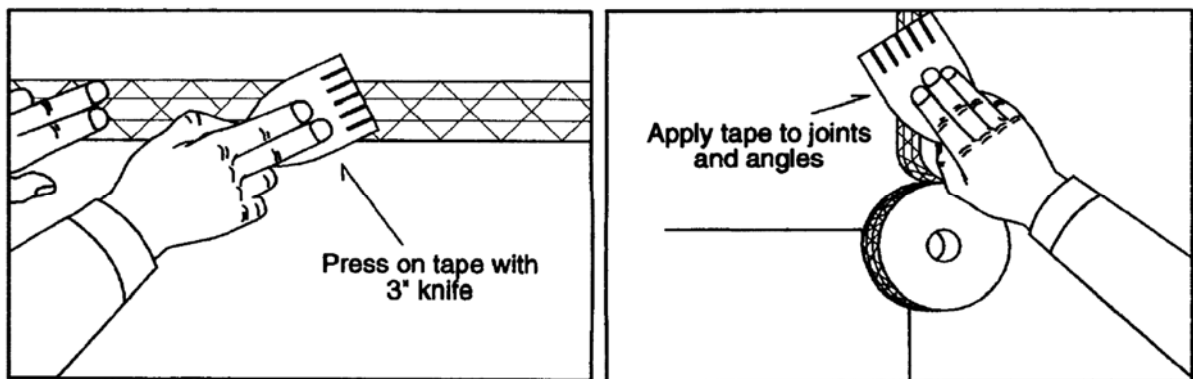 Press on tape with
3" knife
Apply tape to joints
and angles